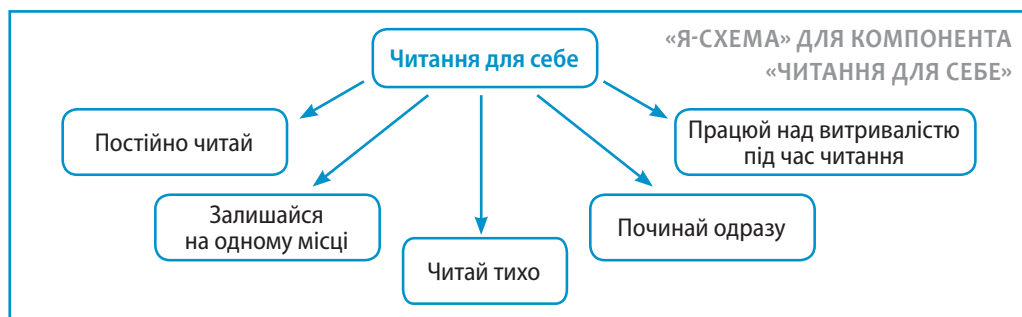 «Я-СХЕМА» ДЛЯ КОМПОНЕНТА
«ЧИТАННЯ ДЛЯ СЕБЕ»
Читання для себе
Постійно читай
Залишайся
на одному місці
Читай тихо
Починай одразу
Працюй над витривалістю
під час читання